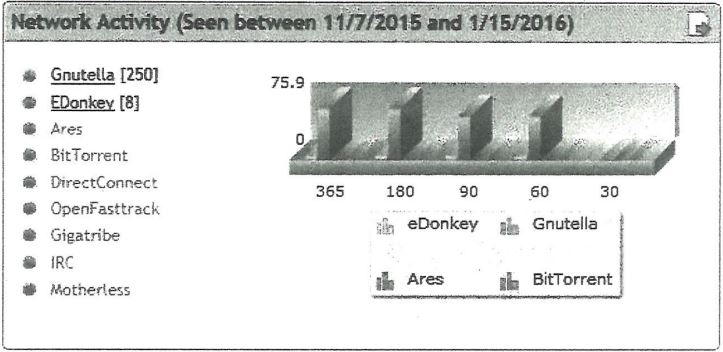 Network Activity (Seen between 11/7/2015 and 1/15/2016)
Gnutella [250]
EDonkey [8]
Ares
BitTorrent
DirectConnect
OpenFasttrack
Gigatribe
IRC
Motherless
75.9
0
365 180 90 60 30
eDonkey Gnutella
Ares BitTorrent